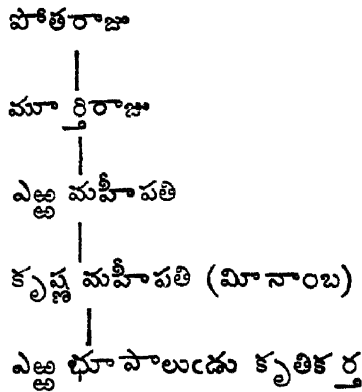 పోతరాజు
మూర్తిరాజు
ఎఱ్ఱ మహీపతి
కృష్ణ మహీపతి (మీనాంబ)
ఎఱ్ఱ భూపాలుఁడు కృతికర్త